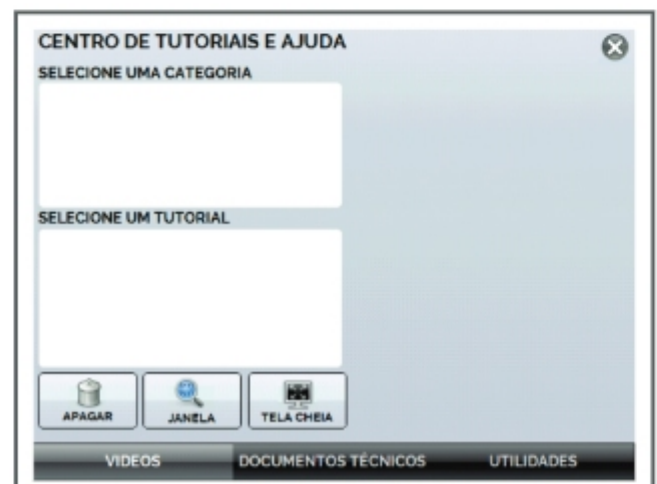 CENTRO DE TUTORIAIS E AJUDA
SELECIONE UMA CATEGORIA
SELECIONE UM TUTORIAL
APAGAR JANELA TELA CHEIA
VIDEOS DOCUMENTOS TÉCNICOS UTILIDADES